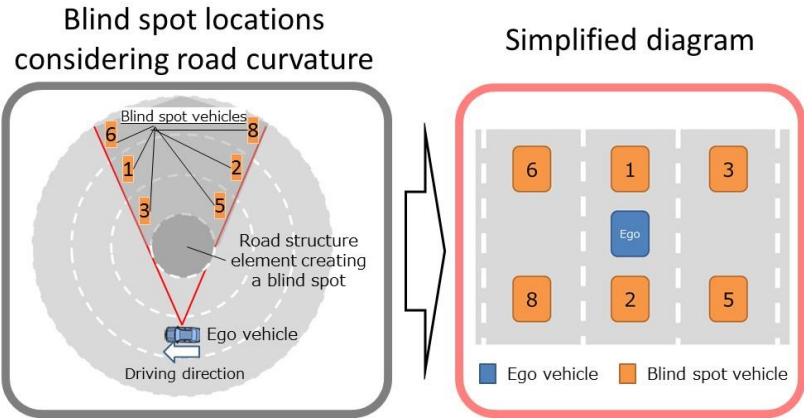 Blind spot locations
considering road curvature
Blind spot vehicles
6
8
1
2
3
5
Road structure
element creating
a blind spot
Ego vehicle
Driving direction
Simplified diagram
6
1
3
Ego
8
2
5
Ego vehicle
Blind spot vehicle